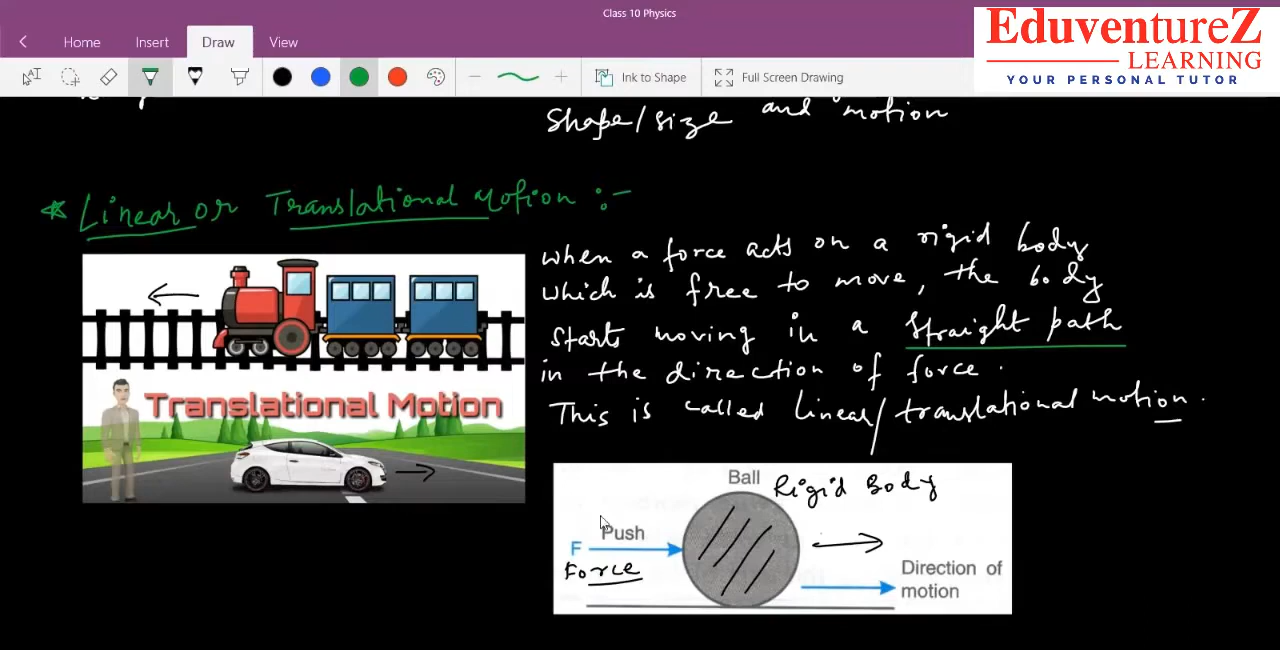 Class 10 Physics
Home Insert Draw View
EduventureZ
LEARNING
YOUR PERSONAL TUTOR
Ink to Shape Full Screen Drawing
Shape/size and motion
* Linear or Translational Motion :-
When a force acts on a rigid body
which is free to move, the body
starts moving in a straight path
in the direction of force.
This is called linear/translational motion.
Translational Motion
Ball Rigid Body
Push
F
Force
Direction of
motion